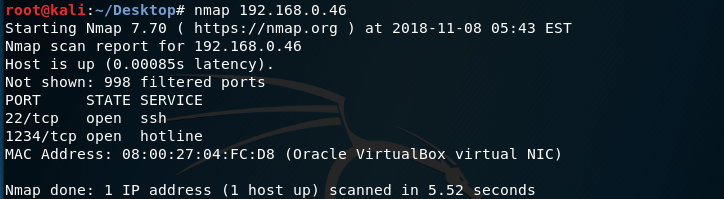 root@kali:~/Desktop# nmap 192.168.0.46
Starting Nmap 7.70 ( https://nmap.org ) at 2018-11-08 05:43 EST
Nmap scan report for 192.168.0.46
Host is up (0.00085s latency).
Not shown: 998 filtered ports
PORT     STATE SERVICE
22/tcp   open  ssh
1234/tcp open  hotline
MAC Address: 08:00:27:04:FC:D8 (Oracle VirtualBox virtual NIC)

Nmap done: 1 IP address (1 host up) scanned in 5.52 seconds